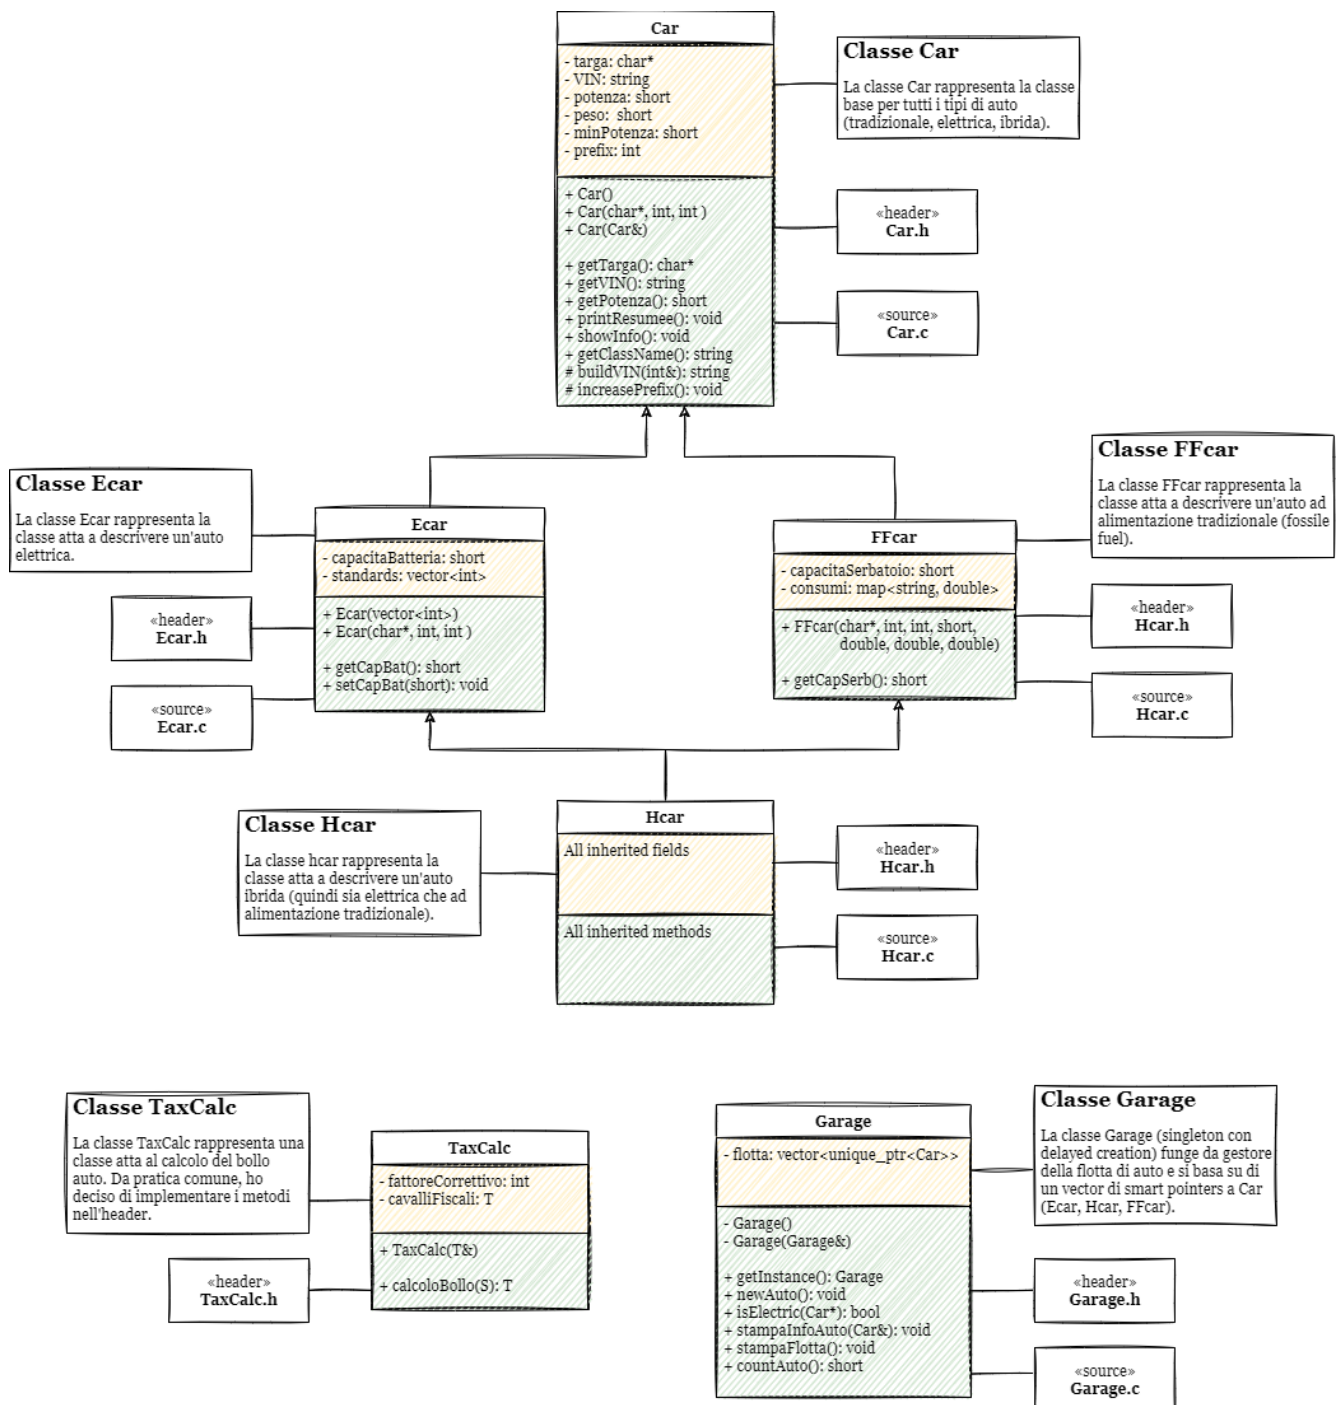 Car
- targa: char*
- VIN: string
- potenza: short
- peso:  short
- minPotenza: short
- prefix: int
+ Car()
+ Car(char*, int, int )
+ Car(Car&)
+ getTarga(): char*
+ getVIN(): string
+ getPotenza(): short
+ printResumee(): void
+ showInfo(): void
+ getClassName(): string
# buildVIN(int&): string
# increasePrefix(): void
Classe Car
La classe Car rappresenta la classe
base per tutti i tipi di auto
(tradizionale, elettrica, ibrida).
«header»
Car.h
«source»
Car.c
Classe Ecar
La classe Ecar rappresenta la
classe atta a descrivere un'auto
elettrica.
«header»
Ecar.h
«source»
Ecar.c
Ecar
- capacitaBatteria: short
- standards: vector<int>
+ Ecar(vector<int>)
+ Ecar(char*, int, int )
+ getCapBat(): short
+ setCapBat(short): void
FFcar
- capacitaSerbatoio: short
- consumi: map<string, double>
+ FFcar(char*, int, int, short,
double, double, double)
+ getCapSerb(): short
Classe FFcar
La classe FFcar rappresenta la
classe atta a descrivere un'auto ad
alimentazione tradizionale (fossile
fuel).
«header»
Hcar.h
«source»
Hcar.c
Classe Hcar
La classe hcar rappresenta la
classe atta a descrivere un'auto
ibrida (quindi sia elettrica che ad
alimentazione tradizionale).
Hcar
All inherited fields
All inherited methods
«header»
Hcar.h
«source»
Hcar.c
Classe TaxCalc
La classe TaxCalc rappresenta una
classe atta al calcolo del bollo
auto. Da pratica comune, ho
deciso di implementare i metodi
nell'header.
«header»
TaxCalc.h
TaxCalc
- fattoreCorrettivo: int
- cavalliFiscali: T
+ TaxCalc(T&)
+ calcoloBollo(S): T
Garage
- flotta: vector<unique_ptr<Car>>
- Garage()
- Garage(Garage&)
+ getInstance(): Garage
+ newAuto(): void
+ isElectric(Car*): bool
+ stampaInfoAuto(Car&): void
+ stampaFlotta(): void
+ countAuto(): short
Classe Garage
La classe Garage (singleton con
delayed creation) funge da gestore
della flotta di auto e si basa su di
un vector di smart pointers a Car
(Ecar, Hcar, FFcar).
«header»
Garage.h
«source»
Garage.c